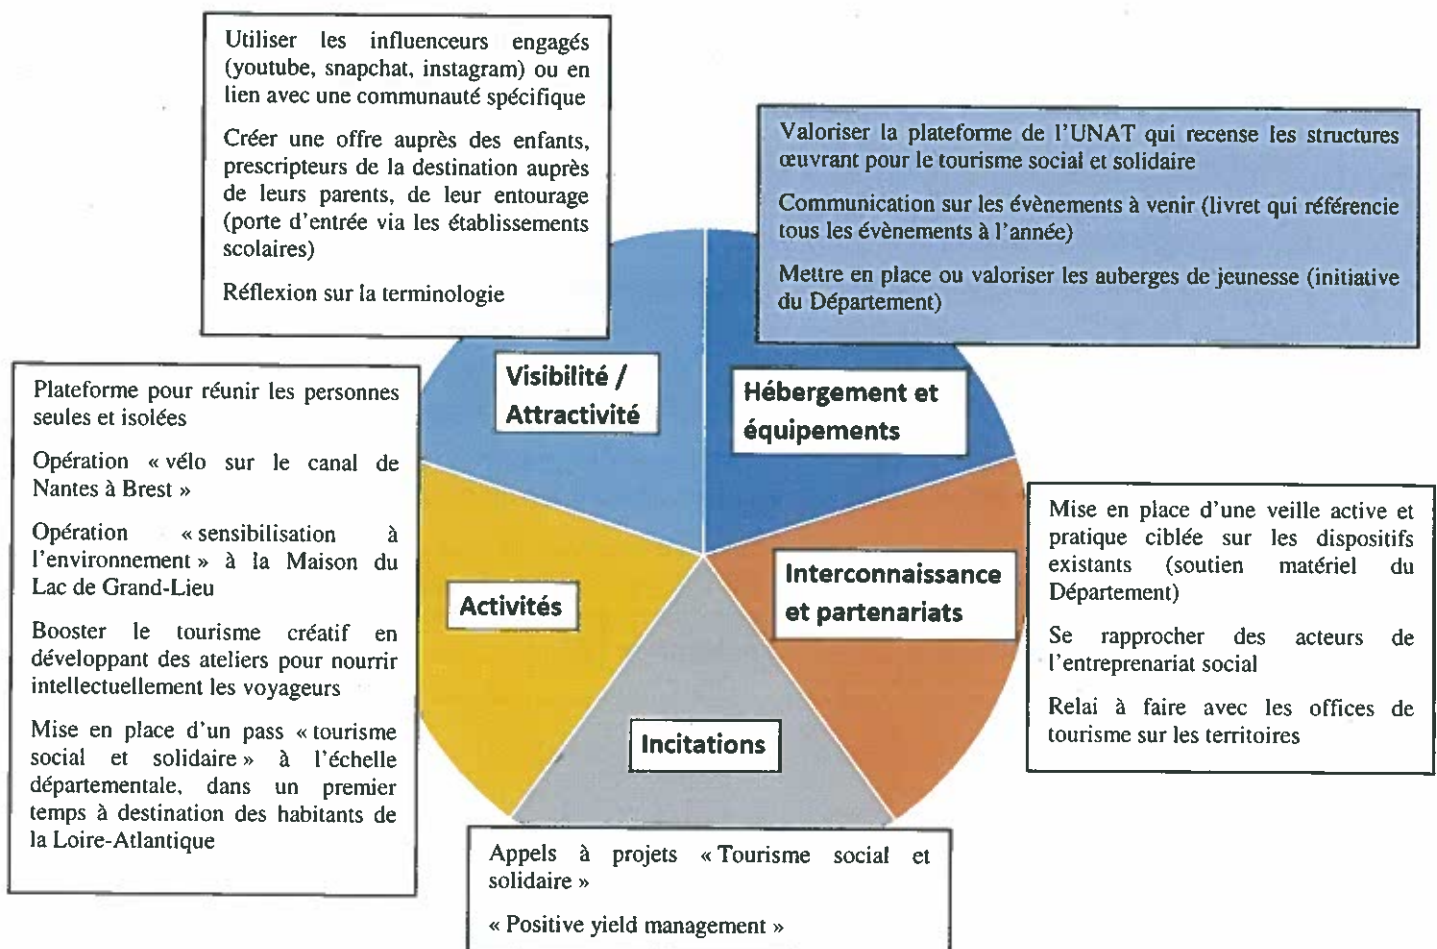 Utiliser les influenceurs engagés
(youtube, snapchat, instagram) ou en
lien avec une communauté spécifique
Créer une offre auprès des enfants,
prescripteurs de la destination auprès
de leurs parents, de leur entourage
(porte d'entrée via les établissements
scolaires)
Réflexion sur la terminologie
Valoriser la plateforme de l'UNAT qui recense les structures
œuvrant pour le tourisme social et solidaire
Communication sur les évènements à venir (livret qui référencie
tous les évènements à l'année)
Mettre en place ou valoriser les auberges de jeunesse (initiative
du Département)
Visibilité /
Attractivité
Hébergement et
équipements
Plateforme pour réunir les personnes
seules et isolées
Opération « vélo sur le canal de
Nantes à Brest »
Opération « sensibilisation à
l'environnement » à la Maison du
Lac de Grand-Lieu
Booster le tourisme créatif en
développant des ateliers pour nourrir
intellectuellement les voyageurs
Mise en place d'un pass « tourisme
social et solidaire » à l'échelle
départementale, dans un premier
temps à destination des habitants de
la Loire-Atlantique
Activités
Interconnaissance
et partenariats
Mise en place d'une veille active et
pratique ciblée sur les dispositifs
existants (soutien matériel du
Département)
Se rapprocher des acteurs de
l'entreprenariat social
Relai à faire avec les offices de
tourisme sur les territoires
Incitations
Appels à projets « Tourisme social et
solidaire »
« Positive yield management »